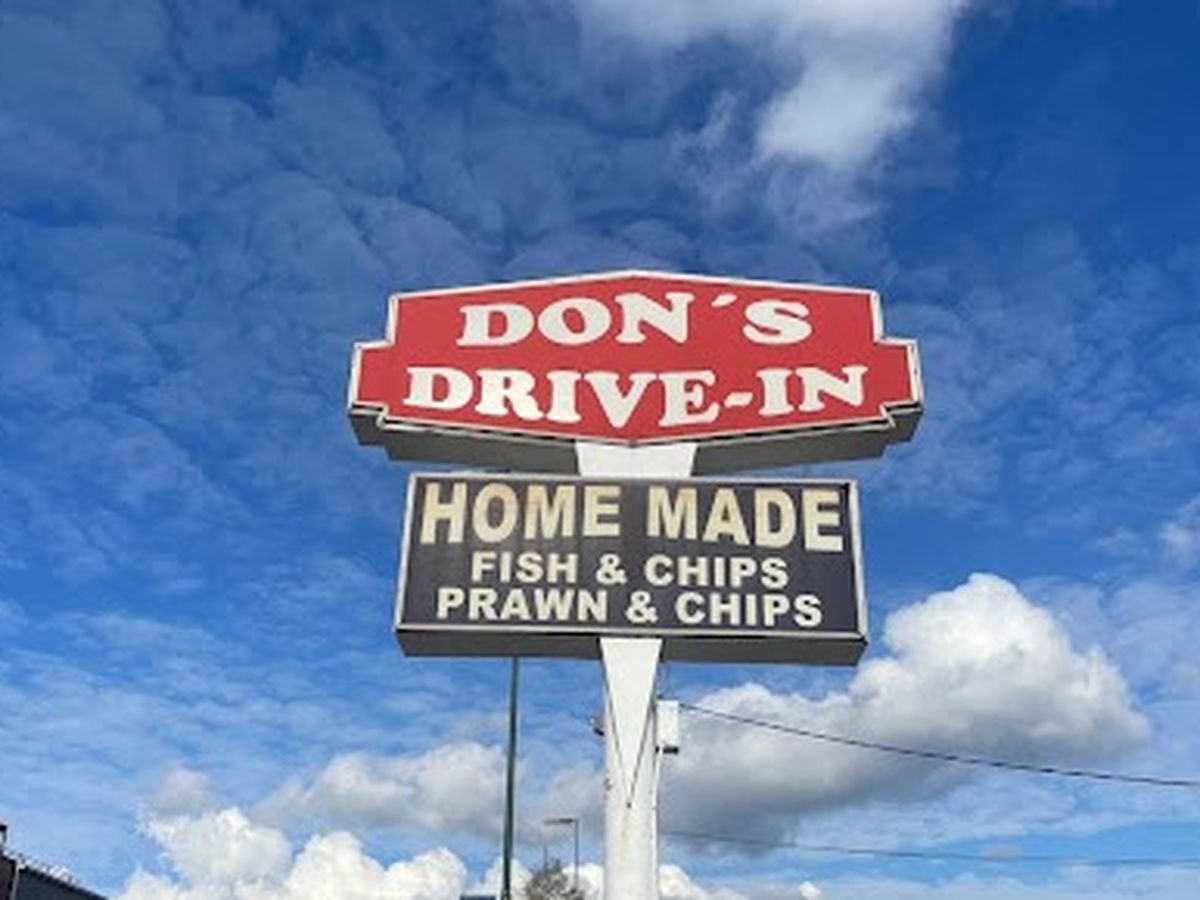 DON´S
DRIVE-IN
HOME MADE
FISH & CHIPS
PRAWN & CHIPS